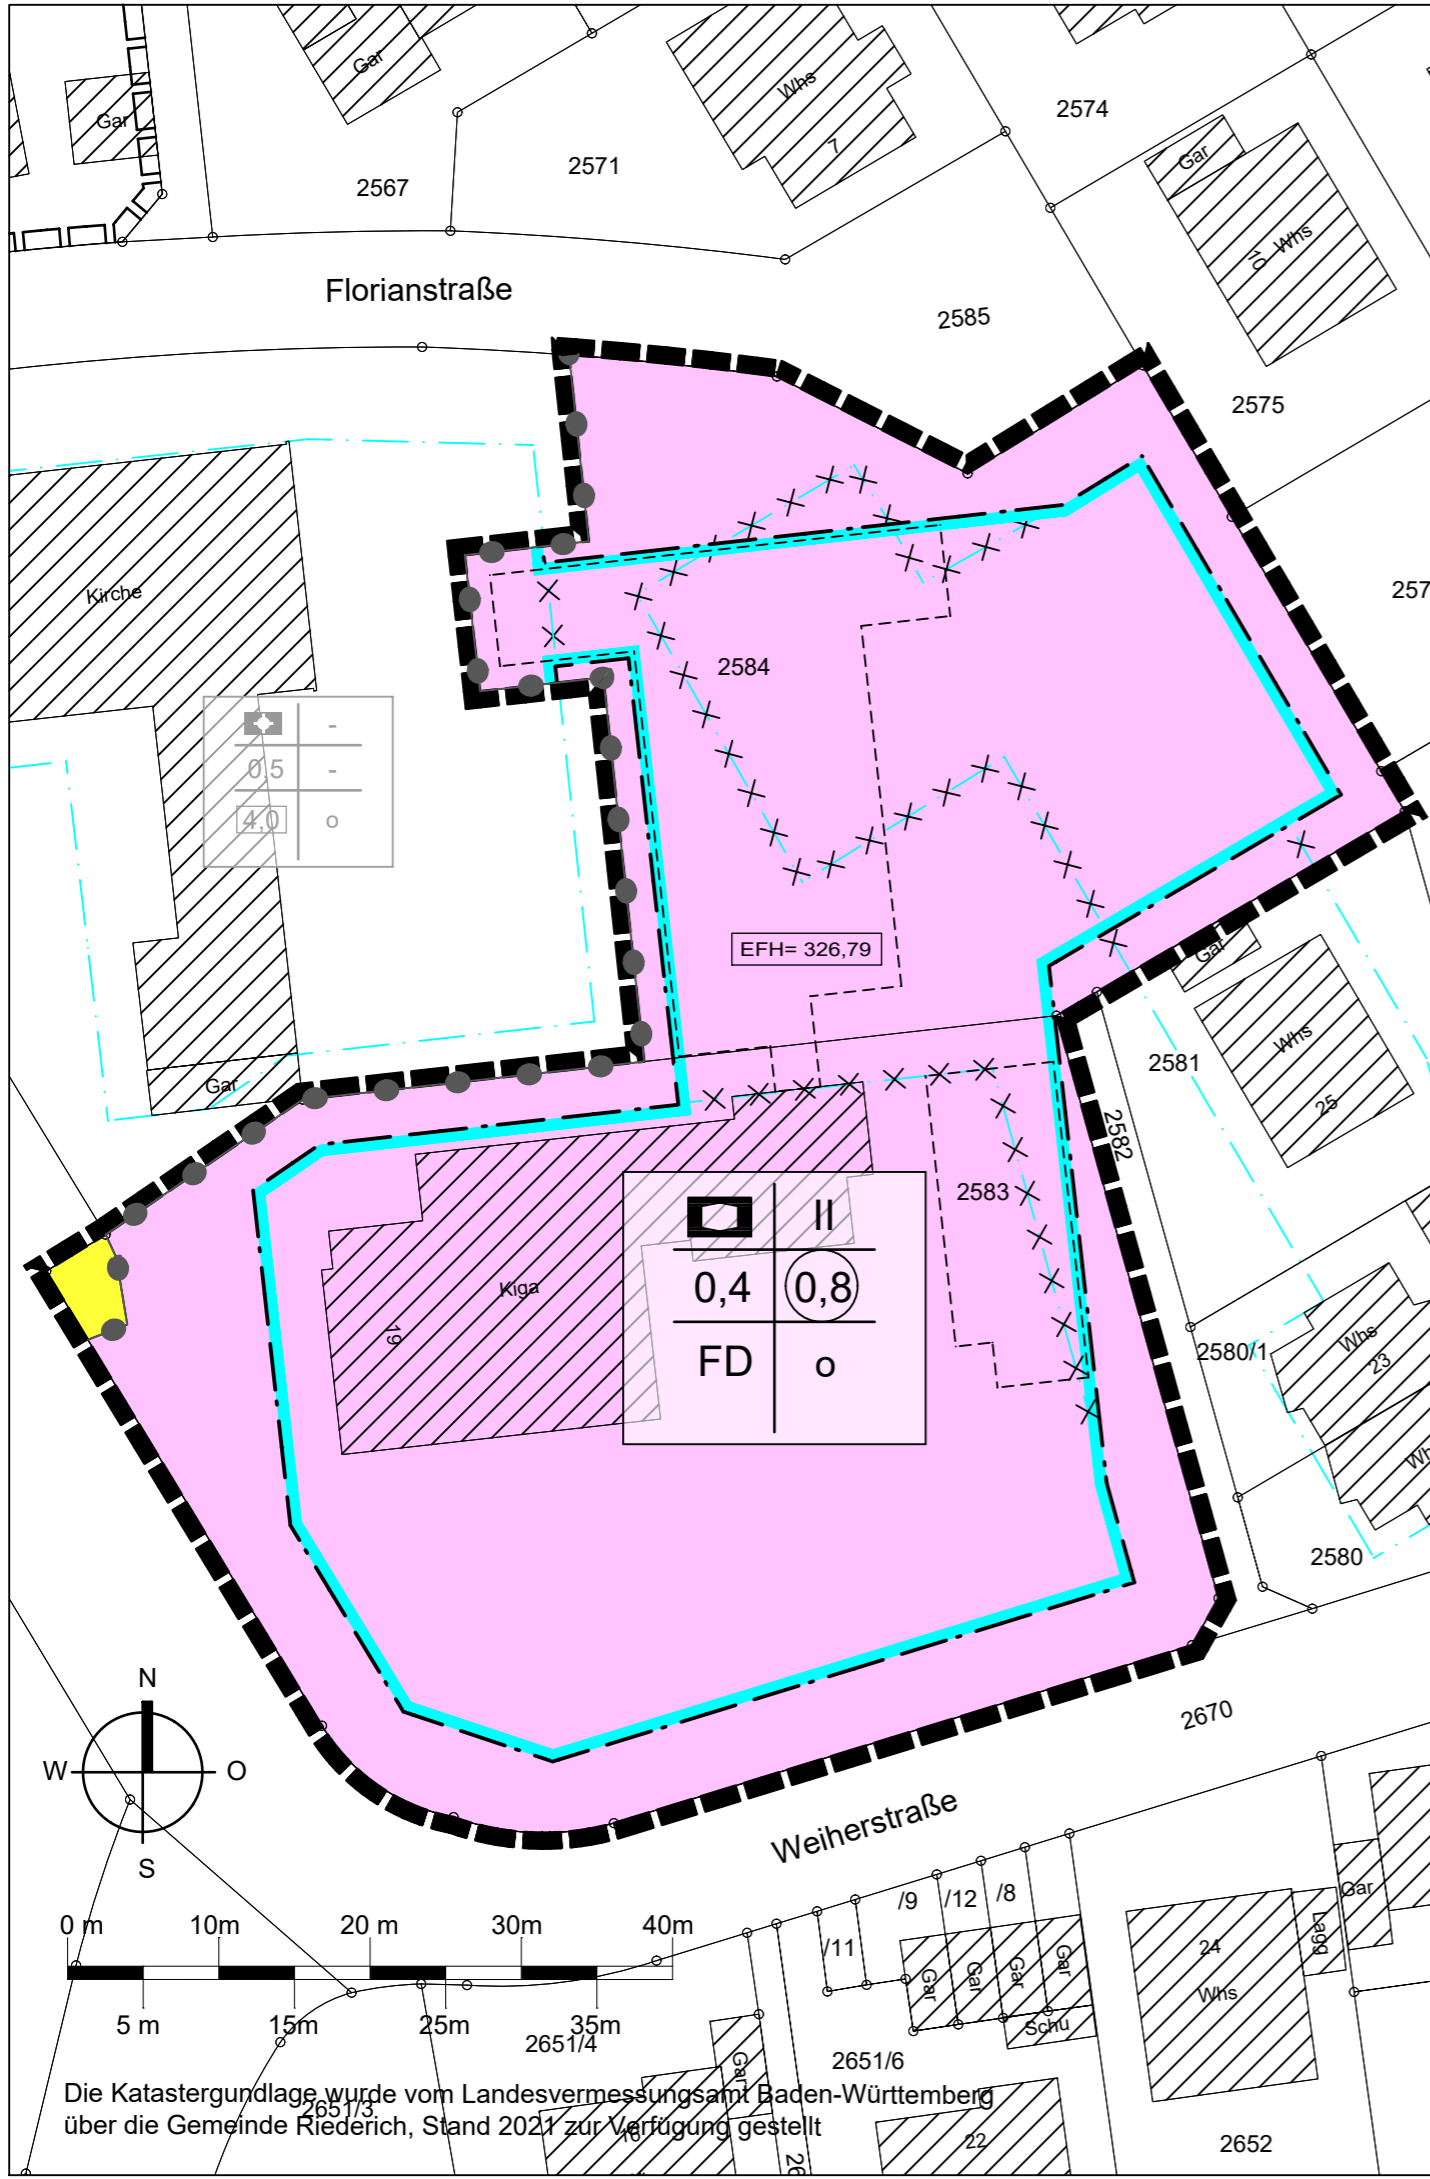 Gar
Gar
Whs
7
2574
Gar
2567
2571
Whs
10
Florianstraße
2585
2575
257
Kirche
2584
-
0,5 -
4,0 o
EFH= 326,79
Gar
Whs
25
2581
2582
Gar
2583
II
0,4 0,8
FD o
Kiga
19
2580/1
Whs
23
Wh
2580
N
W O
S
2670
Weiherstraße
0 m 10m 20 m 30m 40m
5 m 15m 25m 35m
/11
/9
/12
/8
Gar
Gar
Gar
Gar
Schu
24
Whs
Lagg
Gar
2651/4
2651/6
Gar
Die Katastergundlage wurde vom Landesvermessungsamt Baden-Württemberg
2651/3
über die Gemeinde Riederich, Stand 2021 zur Verfügung gestellt
16
22
26
2652